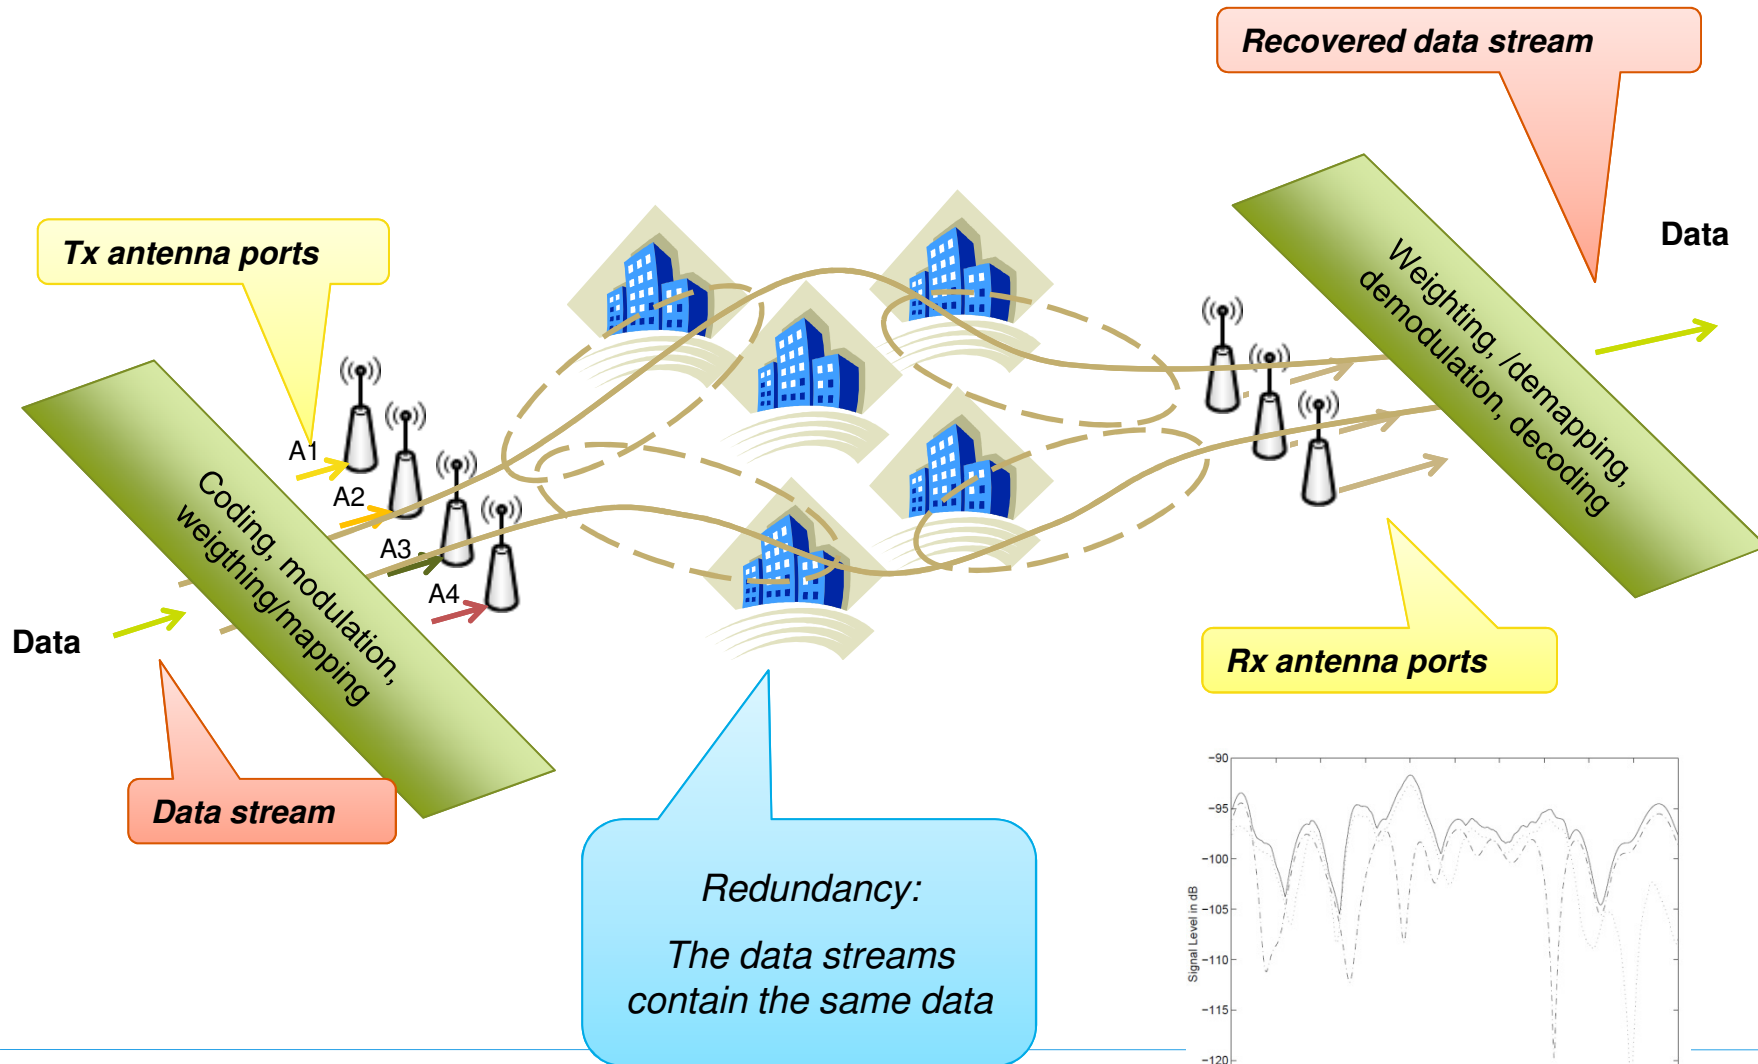 Recovered data stream
Tx antenna ports
Data
Weighting, /demapping,
demodulation, decoding
A1
A2
A3
A4
Coding, modulation,
weigthing/mapping
Data
Rx antenna ports
Data stream
Redundancy:
The data streams
contain the same data
Signal Level in dB
−90
−95
−100
−105
−110
−115
−120